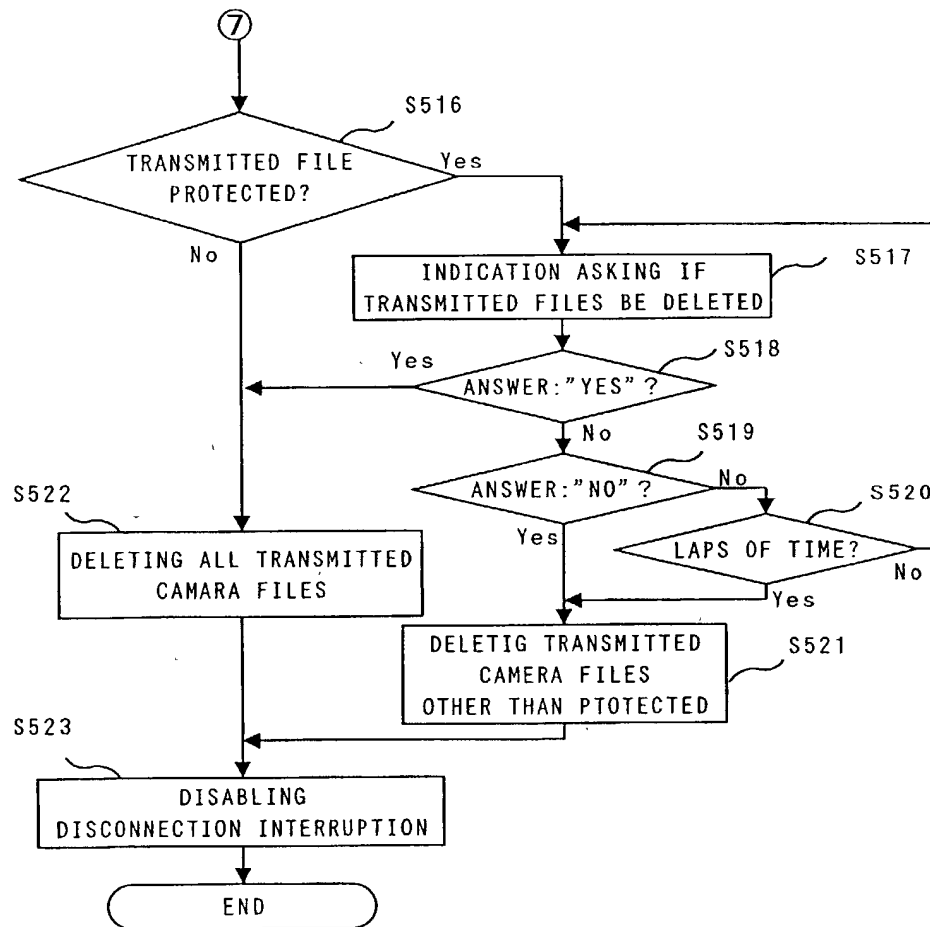 7
S516
TRANSMITTED FILE
PROTECTED?
Yes
No
S517
INDICATION ASKING IF
TRANSMITTED FILES BE DELETED
S518
Yes
ANSWER:"YES"?
No
S519
ANSWER:"NO"?
No
S520
Yes
LAPS OF TIME?
No
Yes
S522
DELETING ALL TRANSMITTED
CAMARA FILES
DELETIG TRANSMITTED
CAMERA FILES
OTHER THAN PTOTECTED
S521
S523
DISABLING
DISCONNECTION INTERRUPTION
END